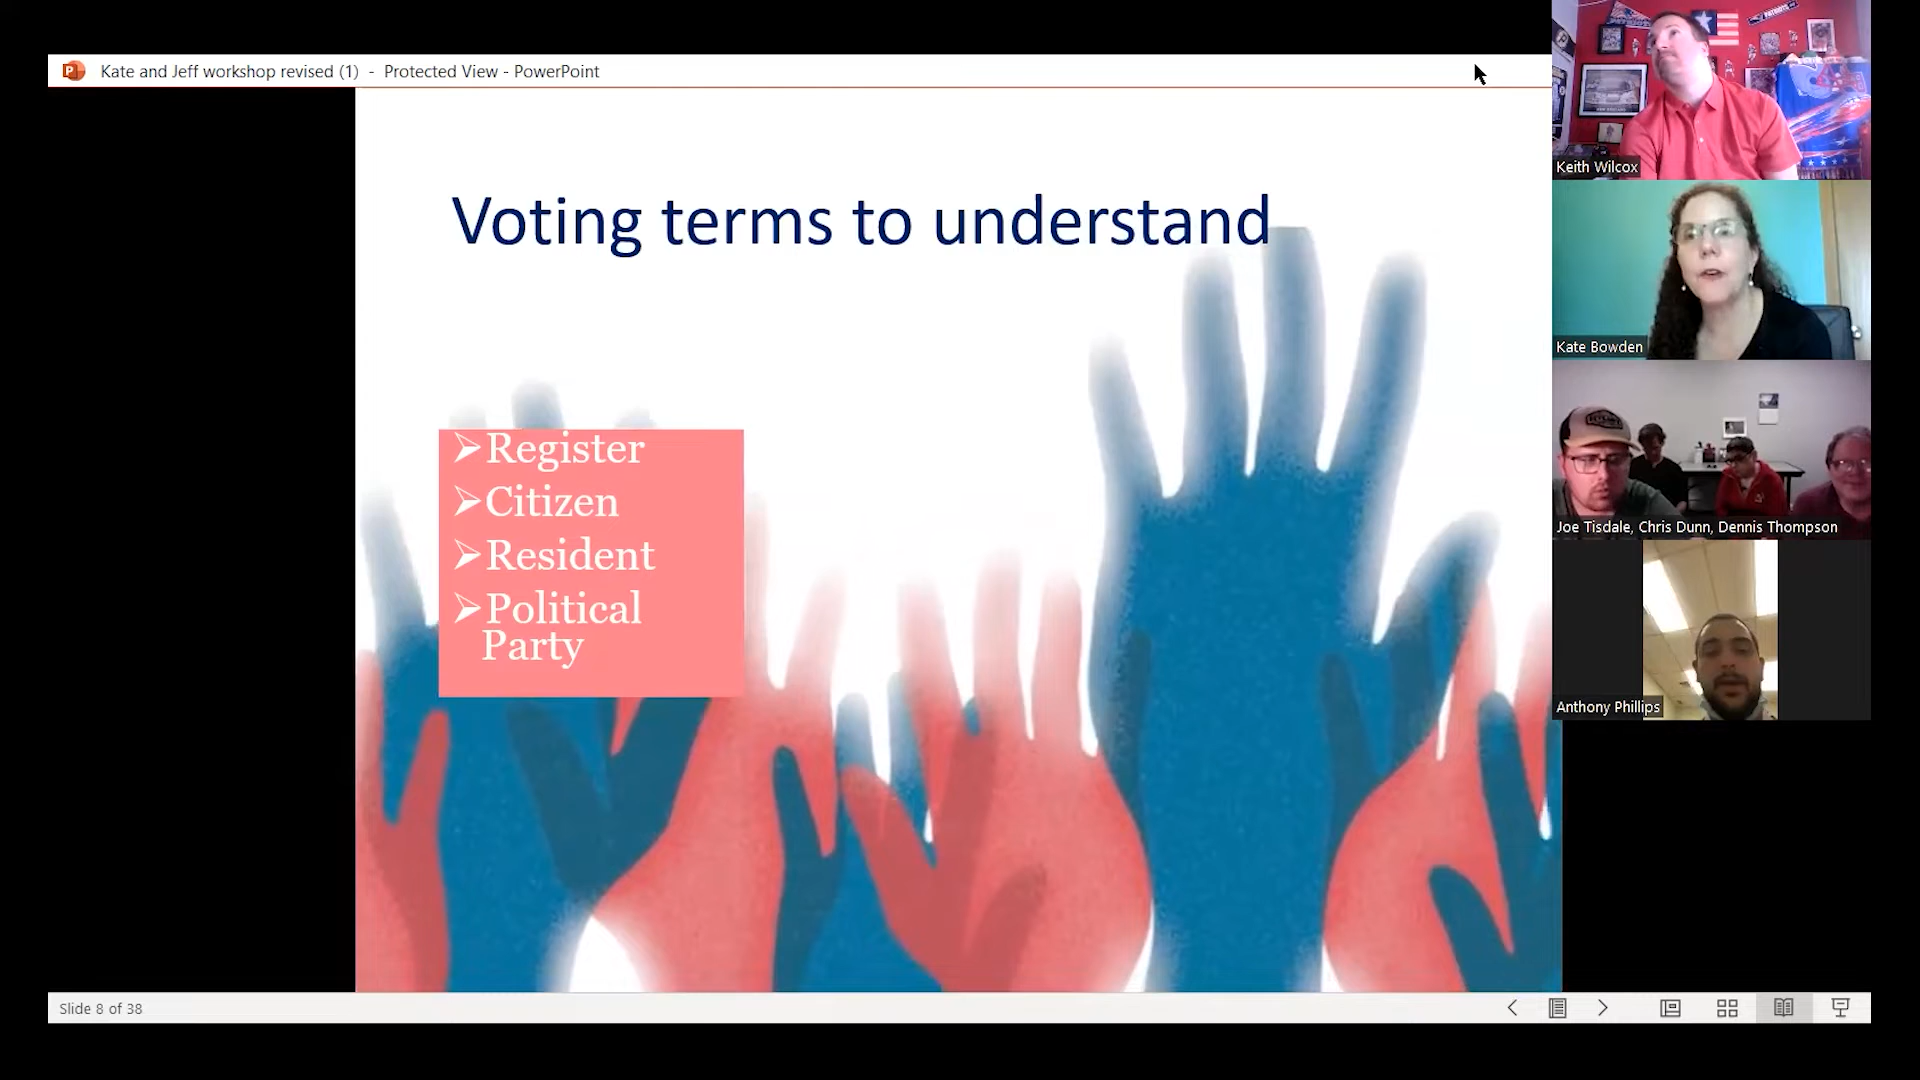 Kate and Jeff workshop revised (1) - Protected View - PowerPoint
Voting terms to understand
➢Register
➢Citizen
➢Resident
➢Political
Party
Keith Wilcox
Kate Bowden
Joe Tisdale, Chris Dunn, Dennis Thompson
Anthony Phillips
Slide 8 of 38